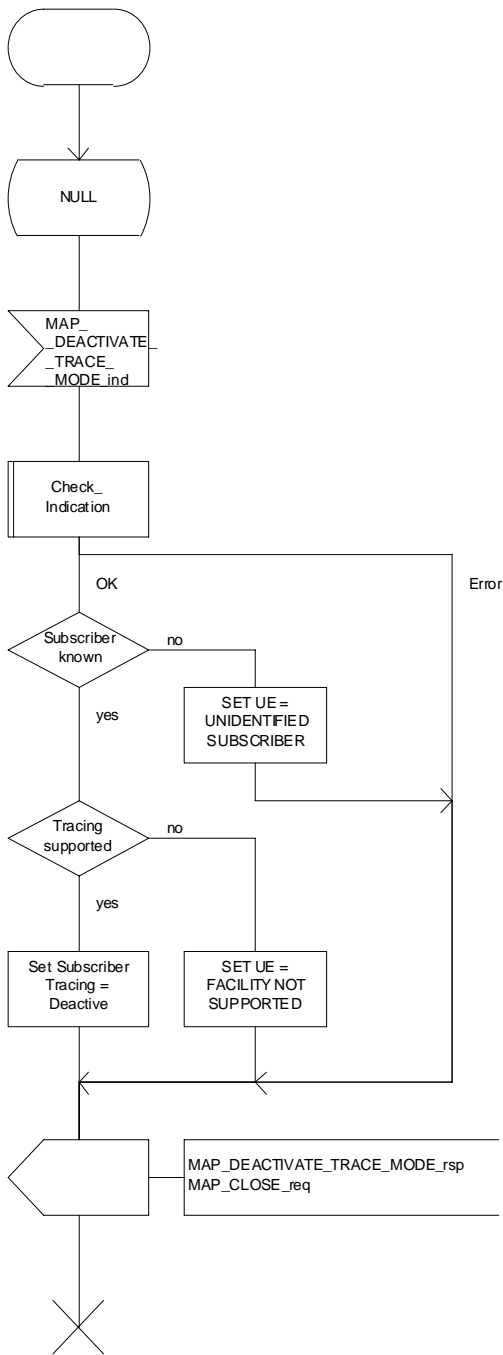 NULL
MAP_
_DEACTIVATE_
_TRACE_
_MODE_ind
Check_
Indication
OK
Error
Subscriber
known
no
yes
SET UE =
UNIDENTIFIED
SUBSCRIBER
Tracing
supported
no
yes
Set Subscriber
Tracing =
Deactive
SET UE =
FACILITY NOT
SUPPORTED
MAP_DEACTIVATE_TRACE_MODE_rsp
MAP_CLOSE_req